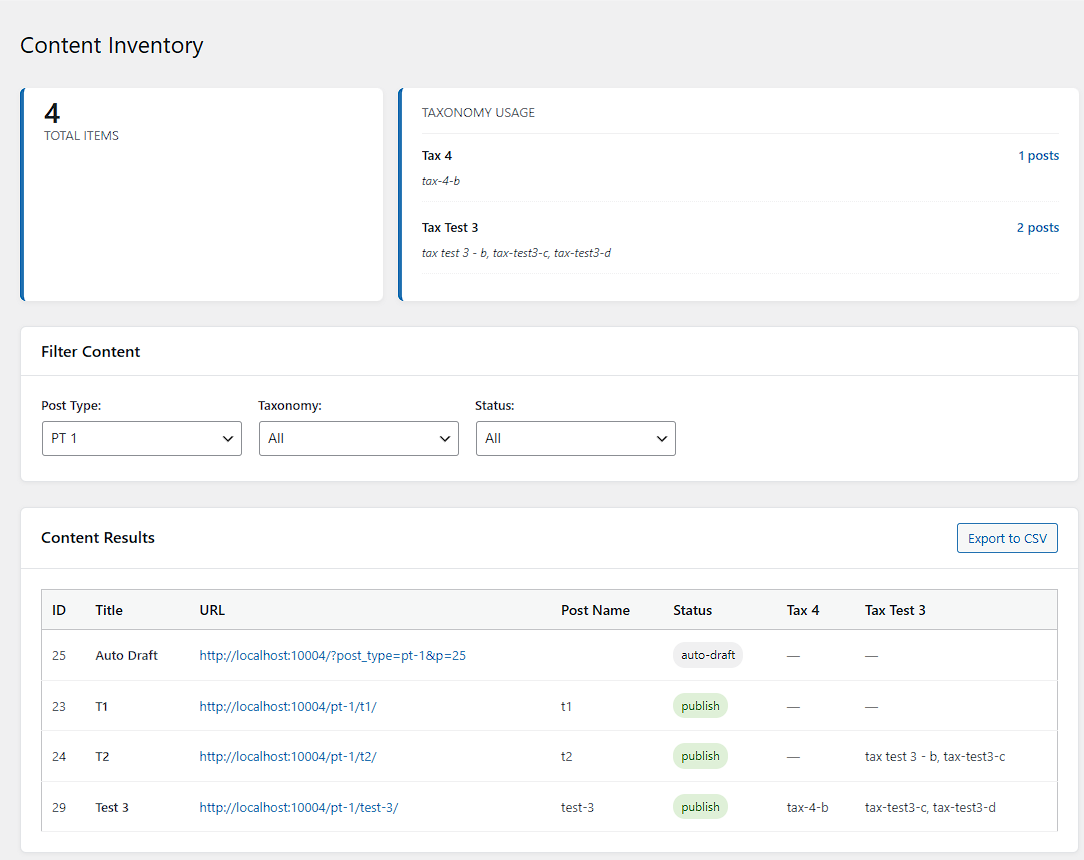 Content Inventory
4
TOTAL ITEMS
TAXONOMY USAGE
Tax 4 1 posts
tax-4-b
Tax Test 3 2 posts
tax test 3 - b, tax-test3-c, tax-test3-d
Filter Content
Post Type: Taxonomy: Status:
PT 1 All All
Content Results Export to CSV
ID Title URL Post Name Status Tax 4 Tax Test 3
25 Auto Draft http://localhost:10004/?post_type=pt-1&p=25 auto-draft — —
23 T1 http://localhost:10004/pt-1/t1/ t1 publish — —
24 T2 http://localhost:10004/pt-1/t2/ t2 publish — tax test 3 - b, tax-test3-c
29 Test 3 http://localhost:10004/pt-1/test-3/ test-3 publish tax-4-b tax-test3-c, tax-test3-d